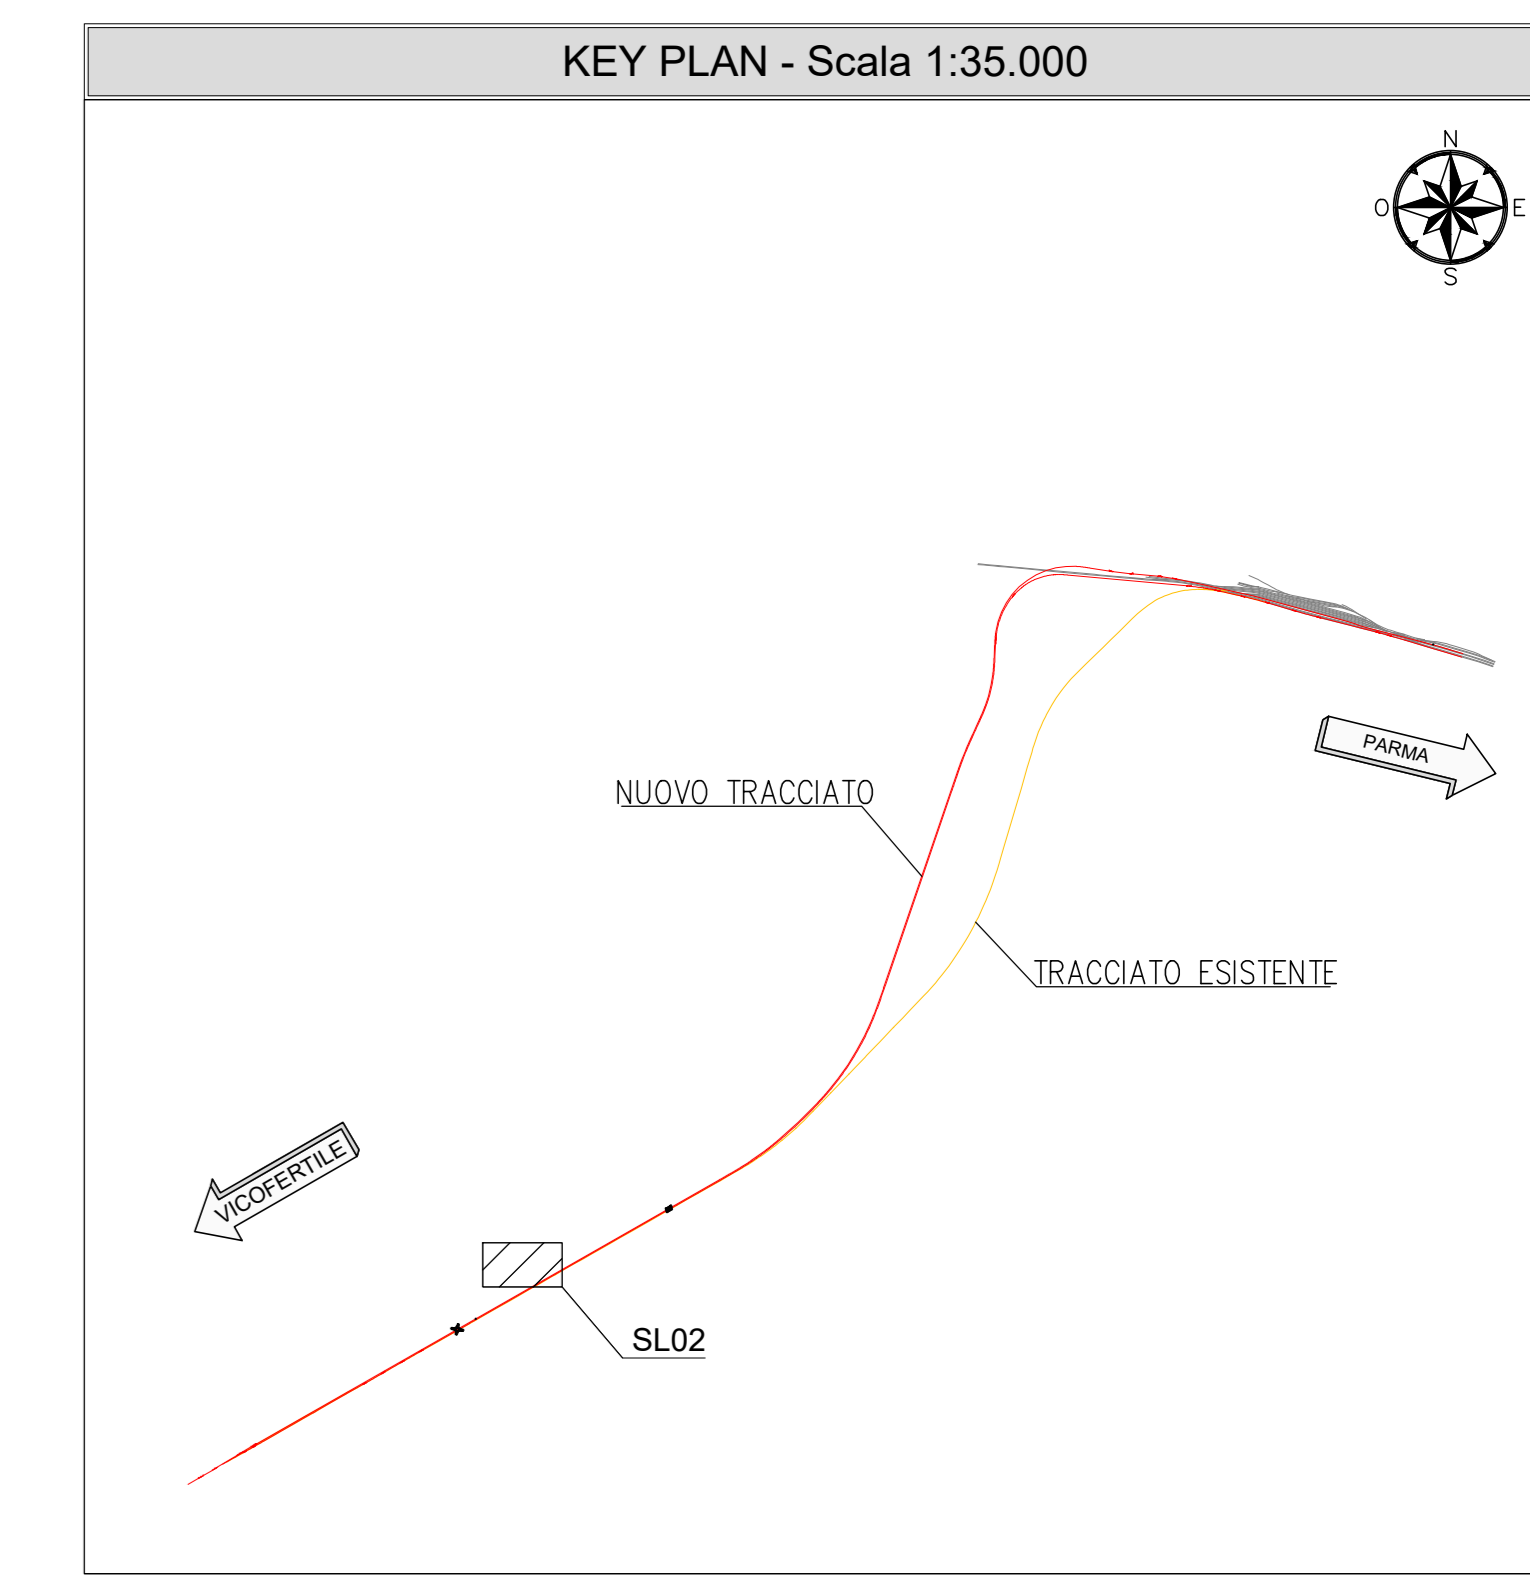 KEY PLAN - Scala 1:35.000
N
O
E
S
PARMA
NUOVO TRACCIATO
TRACCIATO ESISTENTE
VICOFERTILE
SL02